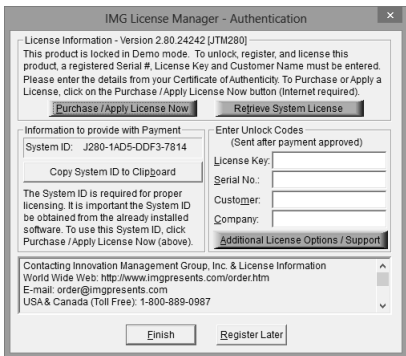 IMG License Manager - Authentication
×
License Information - Version 2.80.24242 [JTM280]
This product is locked in Demo mode. To unlock, register, and license this
product, a registered Serial #, License Key and Customer Name must be entered.
Please enter the details from your Certificate of Authenticity. To Purchase or Apply a
License, click on the Purchase / Apply License Now button (Internet required).
Purchase / Apply License Now
Retrieve System License
Information to provide with Payment
System ID: J280-1AD5-DDF3-7814
Copy System ID to Clipboard
The System ID is required for proper
licensing. It is important the System ID
be obtained from the already installed
software. To use this System ID, click
Purchase / Apply License Now (above).
Enter Unlock Codes
(Sent after payment approved)
License Key:
Serial No.:
Customer:
Company:
Additional License Options / Support
Contacting Innovation Management Group, Inc. & License Information
World Wide Web: http://www.imgpresents.com/order.htm
E-mail: order@imgpresents.com
USA & Canada (Toll Free): 1-800-889-0987
Finish
Register Later